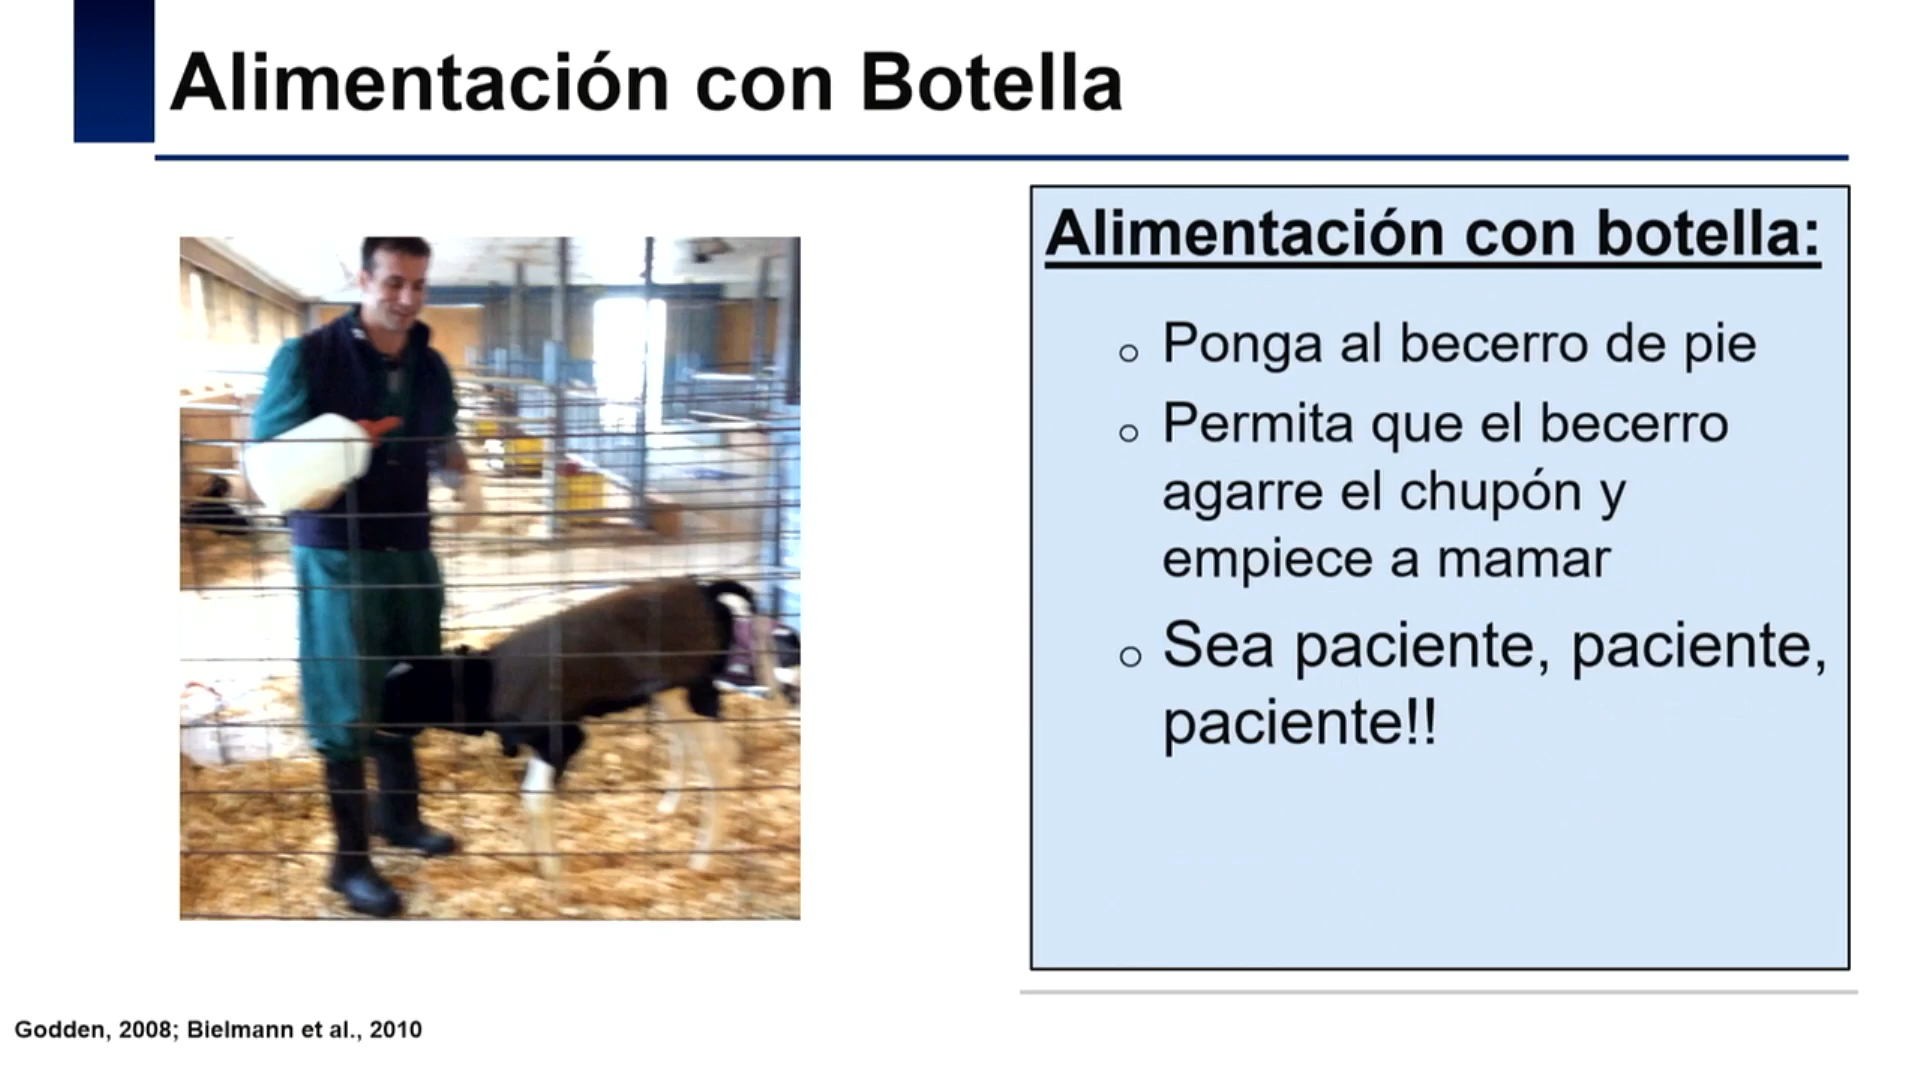 Alimentación con Botella
Alimentación con botella:
Ponga al becerro de pie
Permita que el becerro
agarre el chupón y
empiece a mamar
Sea paciente, paciente,
paciente!!
Godden, 2008; Bielmann et al., 2010